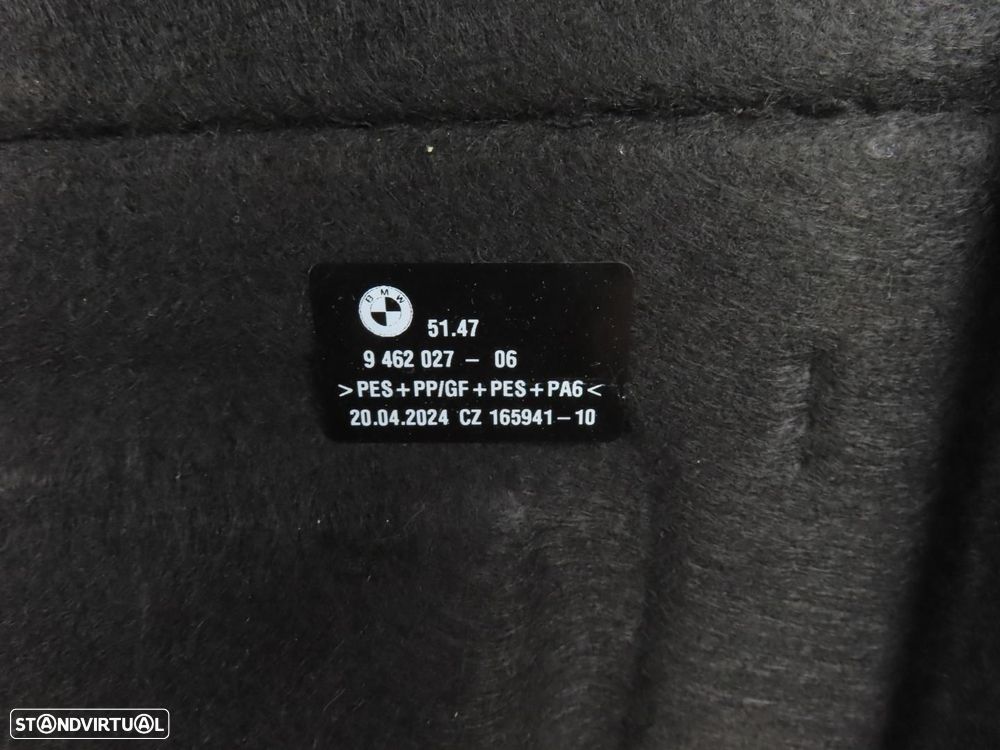 BMW
51.47
9 462 027 - 06
>PES+PP/GF+PES+PA6<
20.04.2024 CZ 165941-10
STANDVIRTUAL